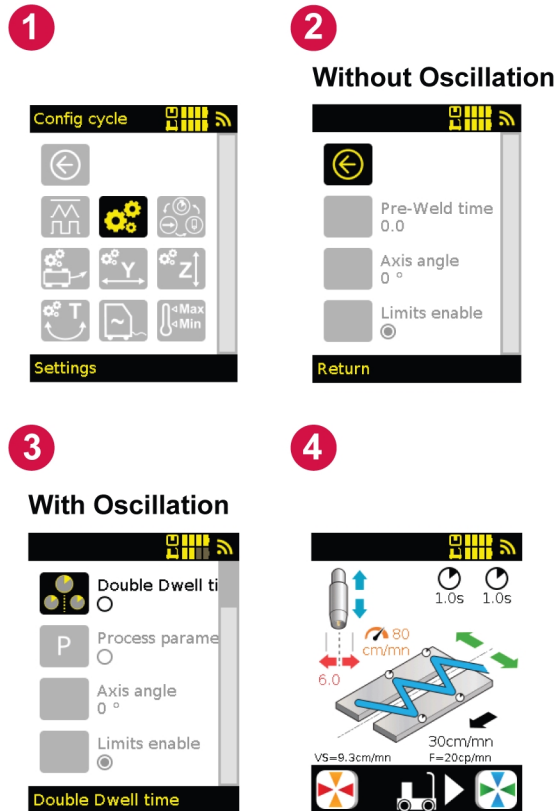 1
2
Without Oscillation
Config cycle
Y
Z
T
Max
Min
Settings
Pre-Weld time
0.0
Axis angle
0 °
Limits enable
Return
3
4
With Oscillation
Double Dwell ti
P
Process parame
Axis angle
0 °
Limits enable
Double Dwell time
1.0s 1.0s
80
cm/mn
6.0
30cm/mn
VS=9.3cm/mn F=20cp/mn